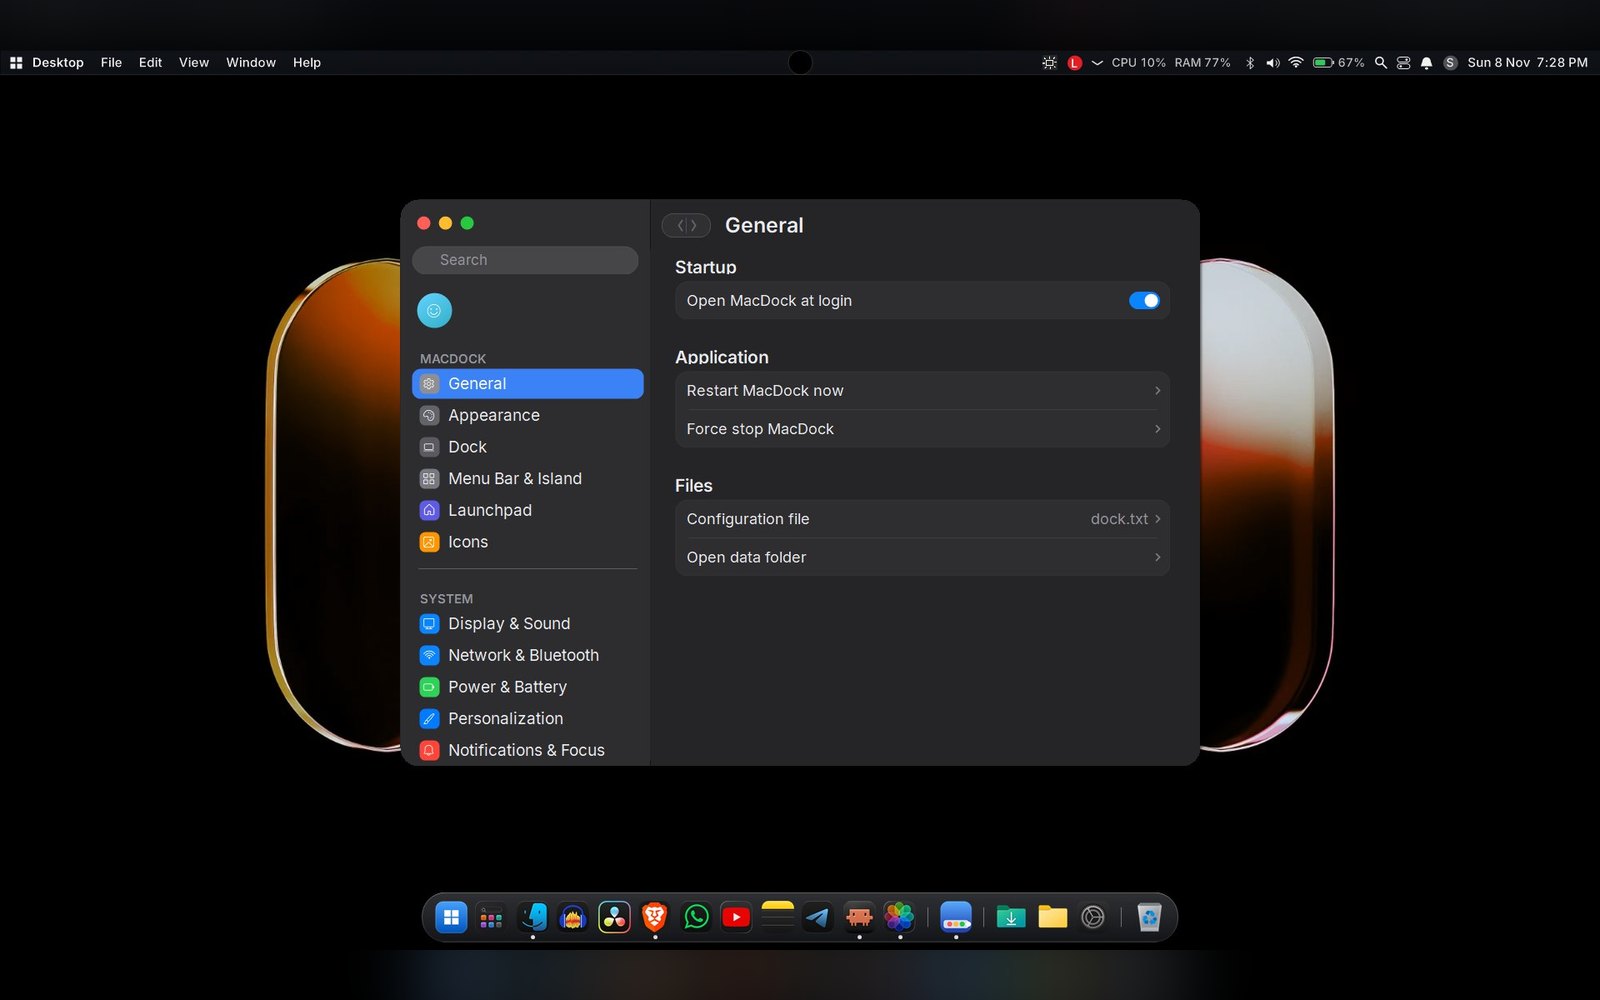 Desktop File Edit View Window Help
L CPU 10% RAM 77% 67% S Sun 8 Nov 7:28 PM
Search
MACDOCK
General
Appearance
Dock
Menu Bar & Island
Launchpad
Icons
SYSTEM
Display & Sound
Network & Bluetooth
Power & Battery
Personalization
Notifications & Focus
General
Startup
Open MacDock at login
Application
Restart MacDock now
Force stop MacDock
Files
Configuration file dock.txt
Open data folder